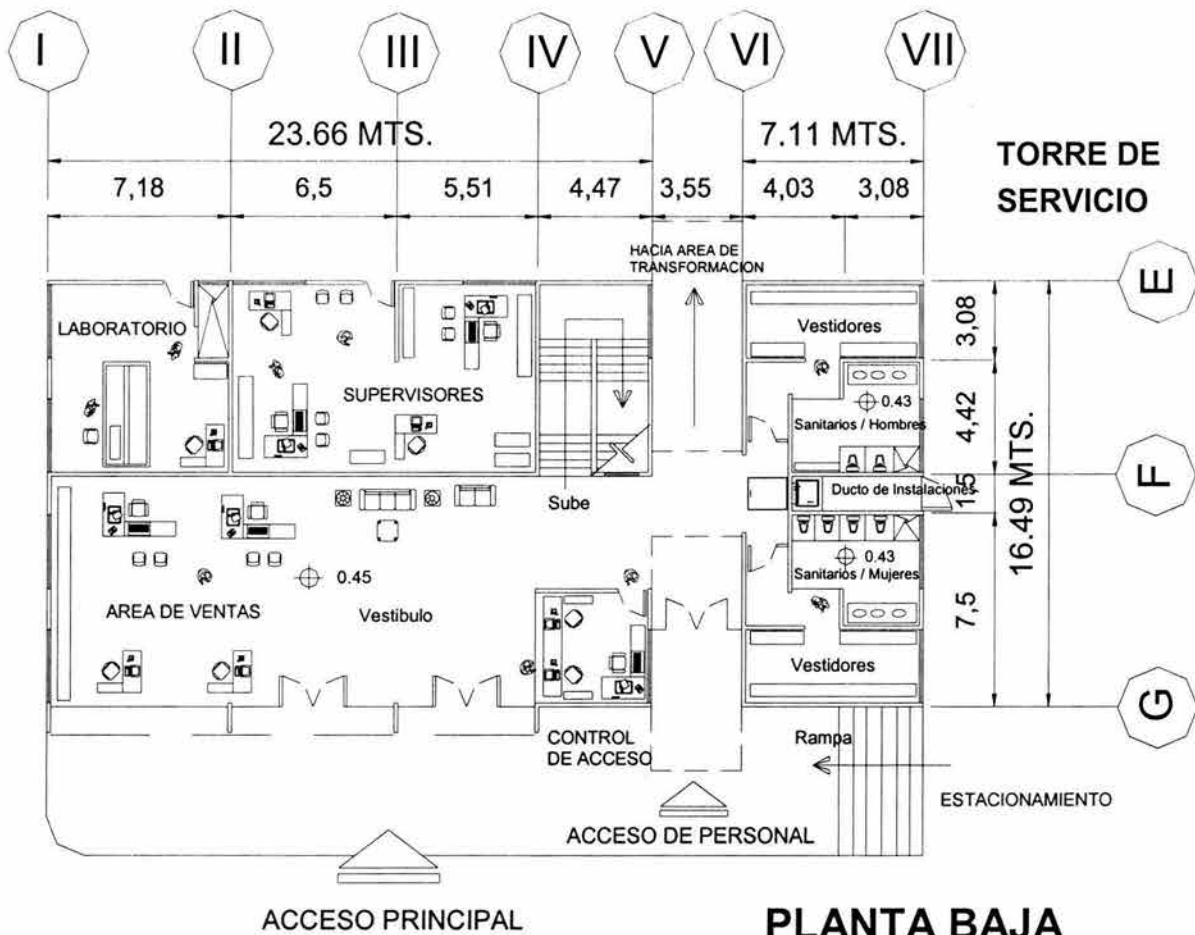 I
II
III
IV
V
VI
VII
23.66 MTS.
7.11 MTS.
TORRE DE
SERVICIO
7,18
6,5
5,51
4,47
3,55
4,03
3,08
HACIA AREA DE
TRANSFORMACION
E
LABORATORIO
Vestidores
3,08
SUPERVISORES
0.43
Sanitarios / Hombres
4,42
16.49 MTS.
F
Sube
Ducto de Instalaciones
1,5
0.45
0.43
Sanitarios / Mujeres
AREA DE VENTAS
Vestibulo
7,5
Vestidores
G
CONTROL
DE ACCESO
Rampa
ESTACIONAMIENTO
ACCESO DE PERSONAL
ACCESO PRINCIPAL
PLANTA BAJA